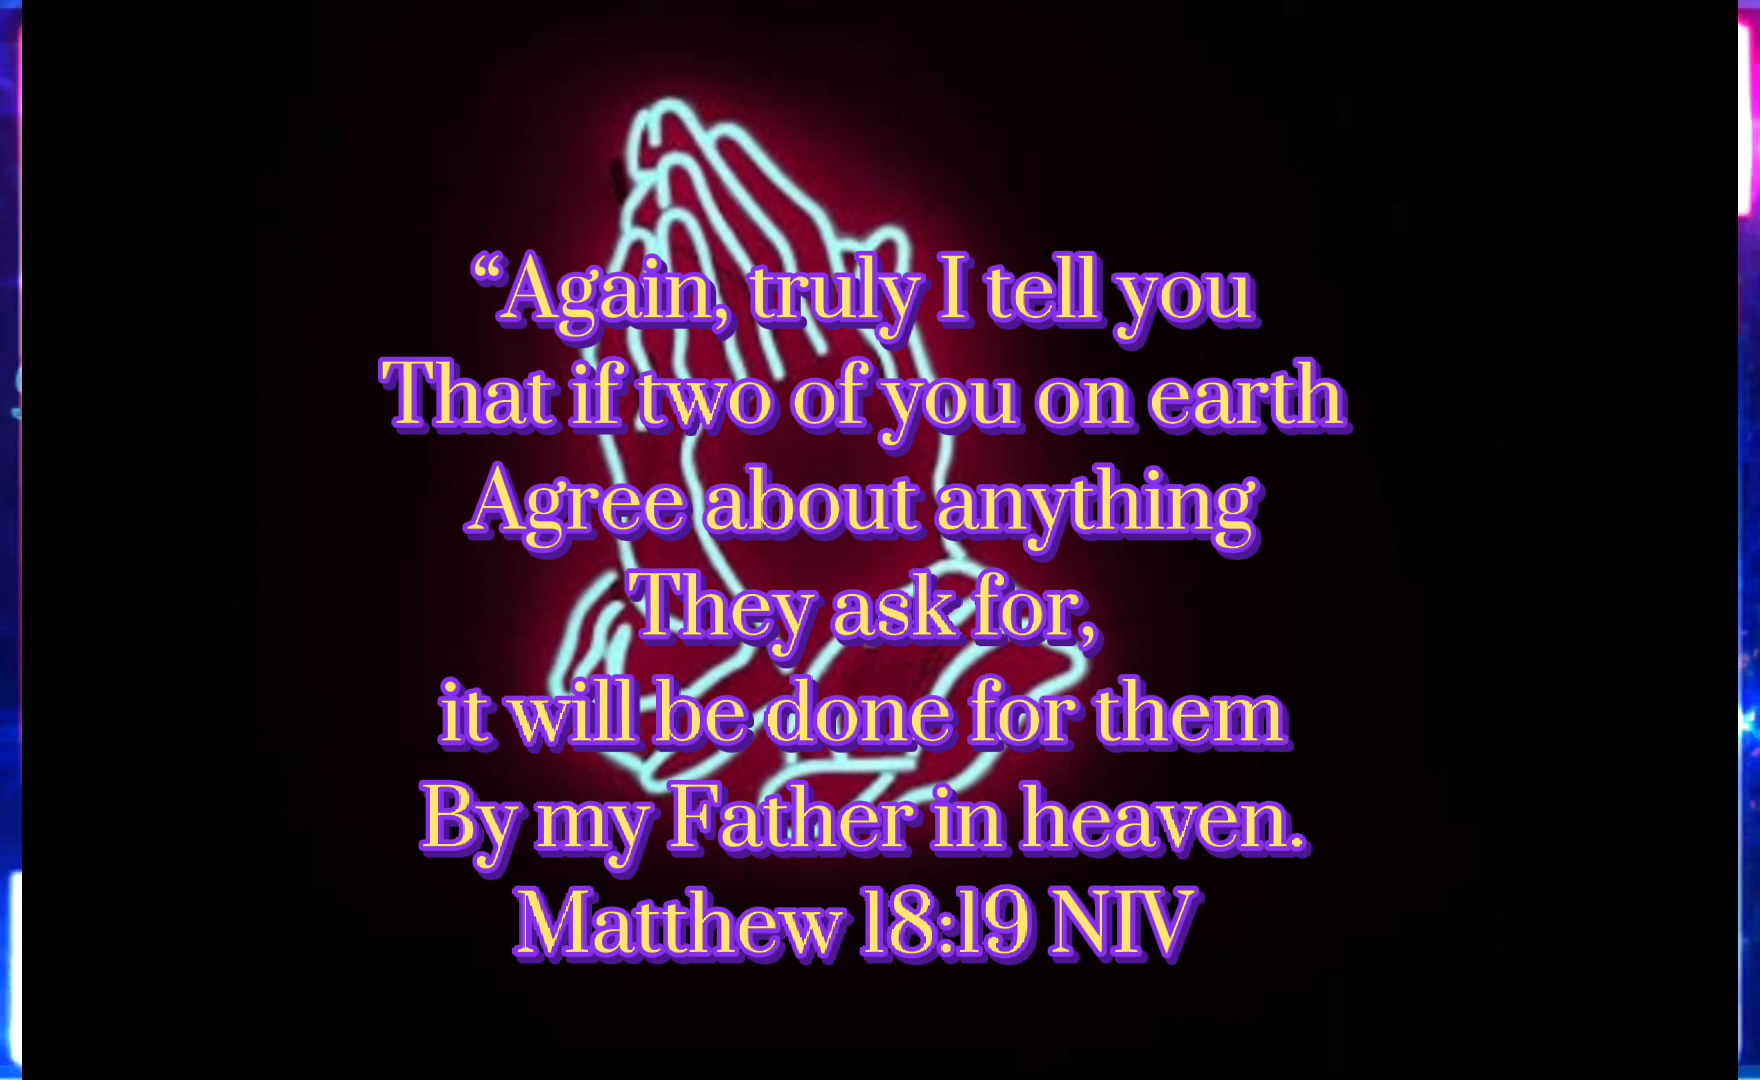 “Again, truly I tell you
That if two of you on earth
Agree about anything
They ask for,
it will be done for them
By my Father in heaven.
Matthew 18:19 NIV